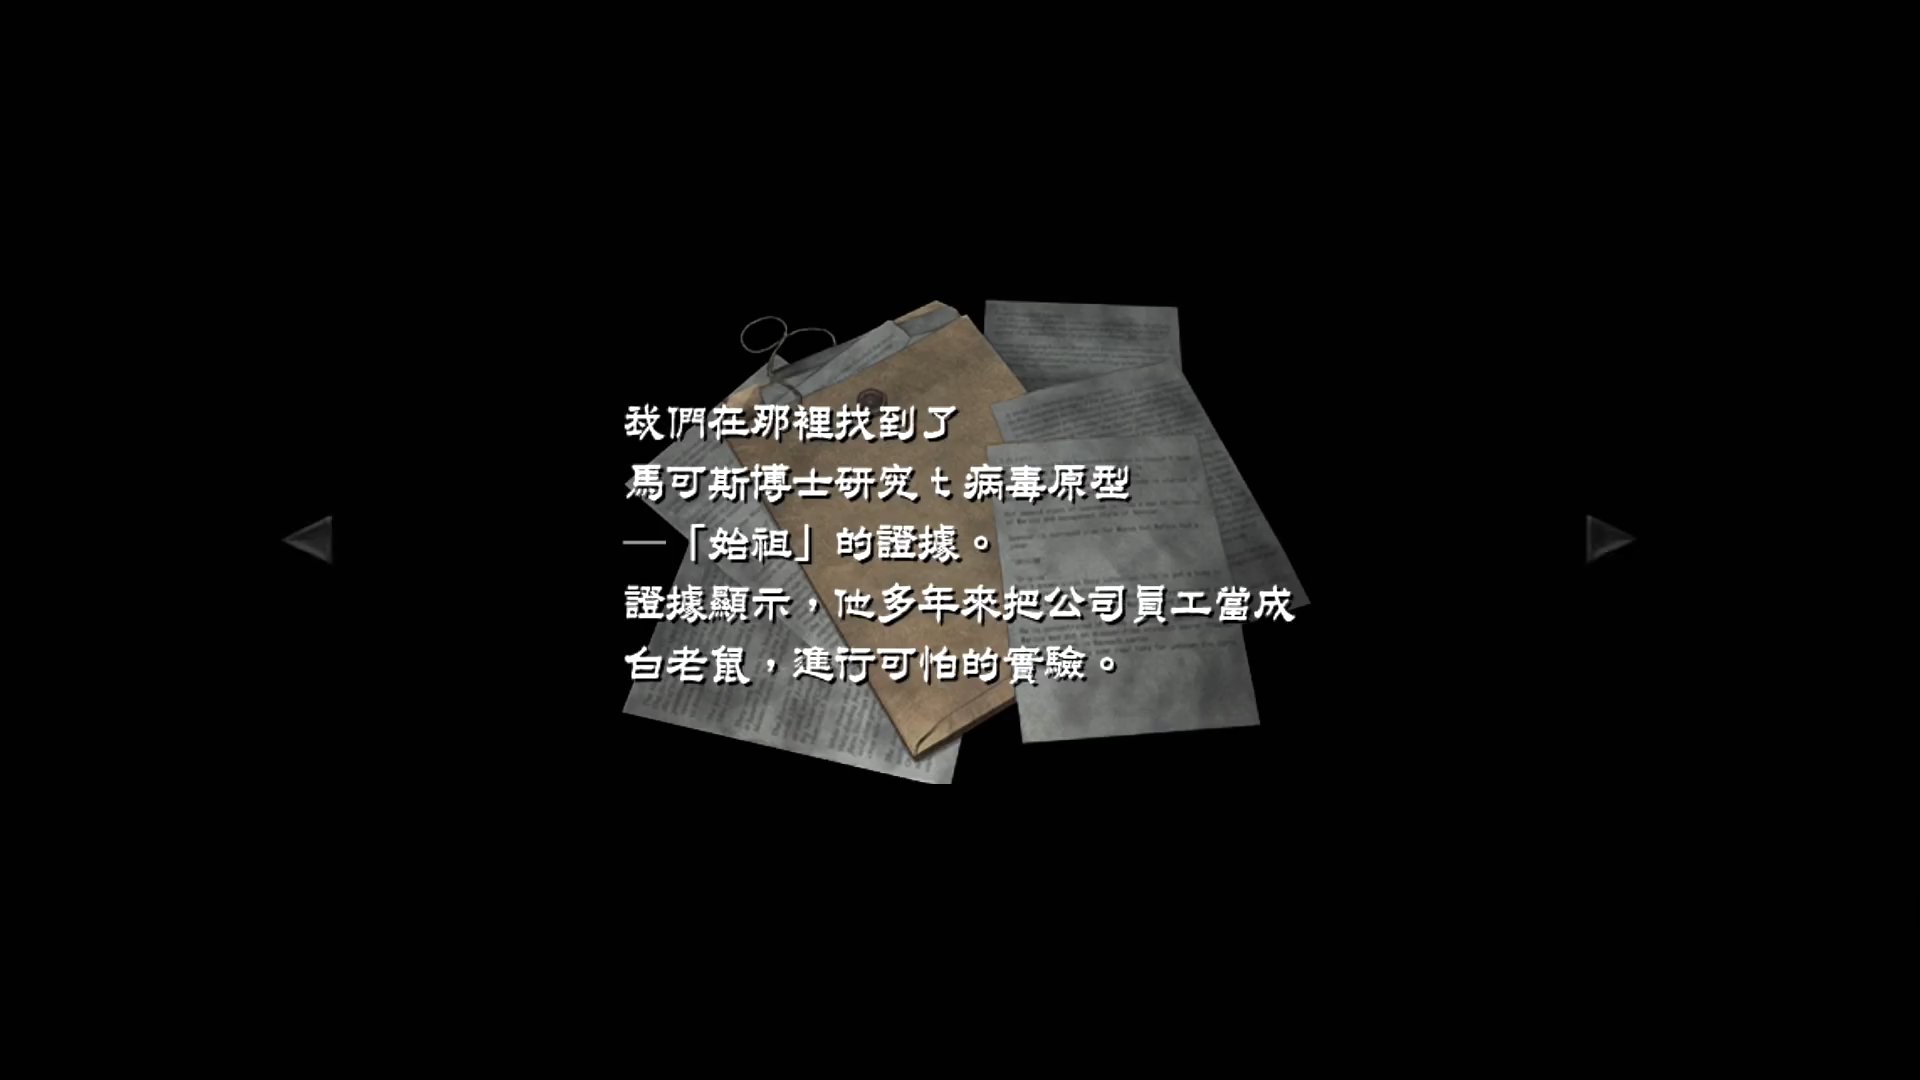 我們在那裡找到了
馬可斯博士研究 t 病毒原型
—「始祖」的證據。
證據顯示，他多年來把公司員工當成
白老鼠，進行可怕的實驗。